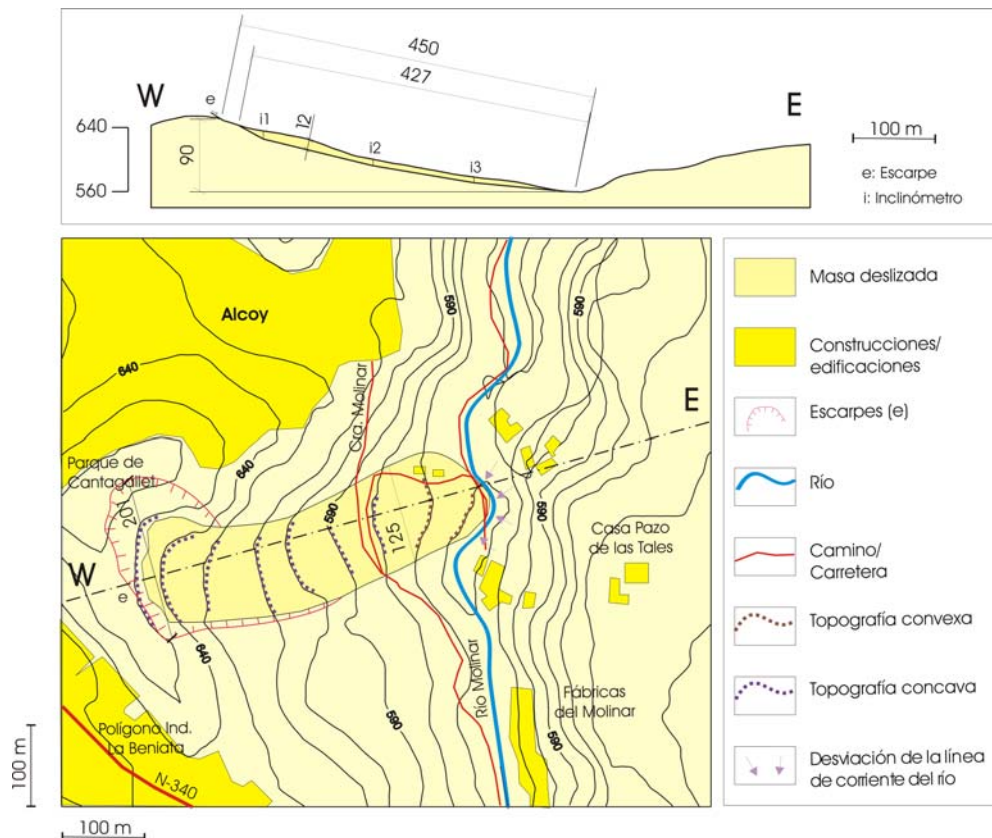 450
427
W
e
i1
12
i2
i3
E
640
560
90
100 m
e: Escarpe
i: Inclinómetro
Alcoy
590
590
640
Cra. Molinar
E
640
Parque de
Cantagallet
201
590
125
590
Casa Pazo
de las Tales
W
e
640
Río Molinar
Fábricas
del Molinar
590
590
Polígono Ind.
La Beniata
N-340
100 m
100 m
Masa deslizada
Construcciones/
edificaciones
Escarpes (e)
Río
Camino/
Carretera
Topografía convexa
Topografía concava
Desviación de la línea
de corriente del río